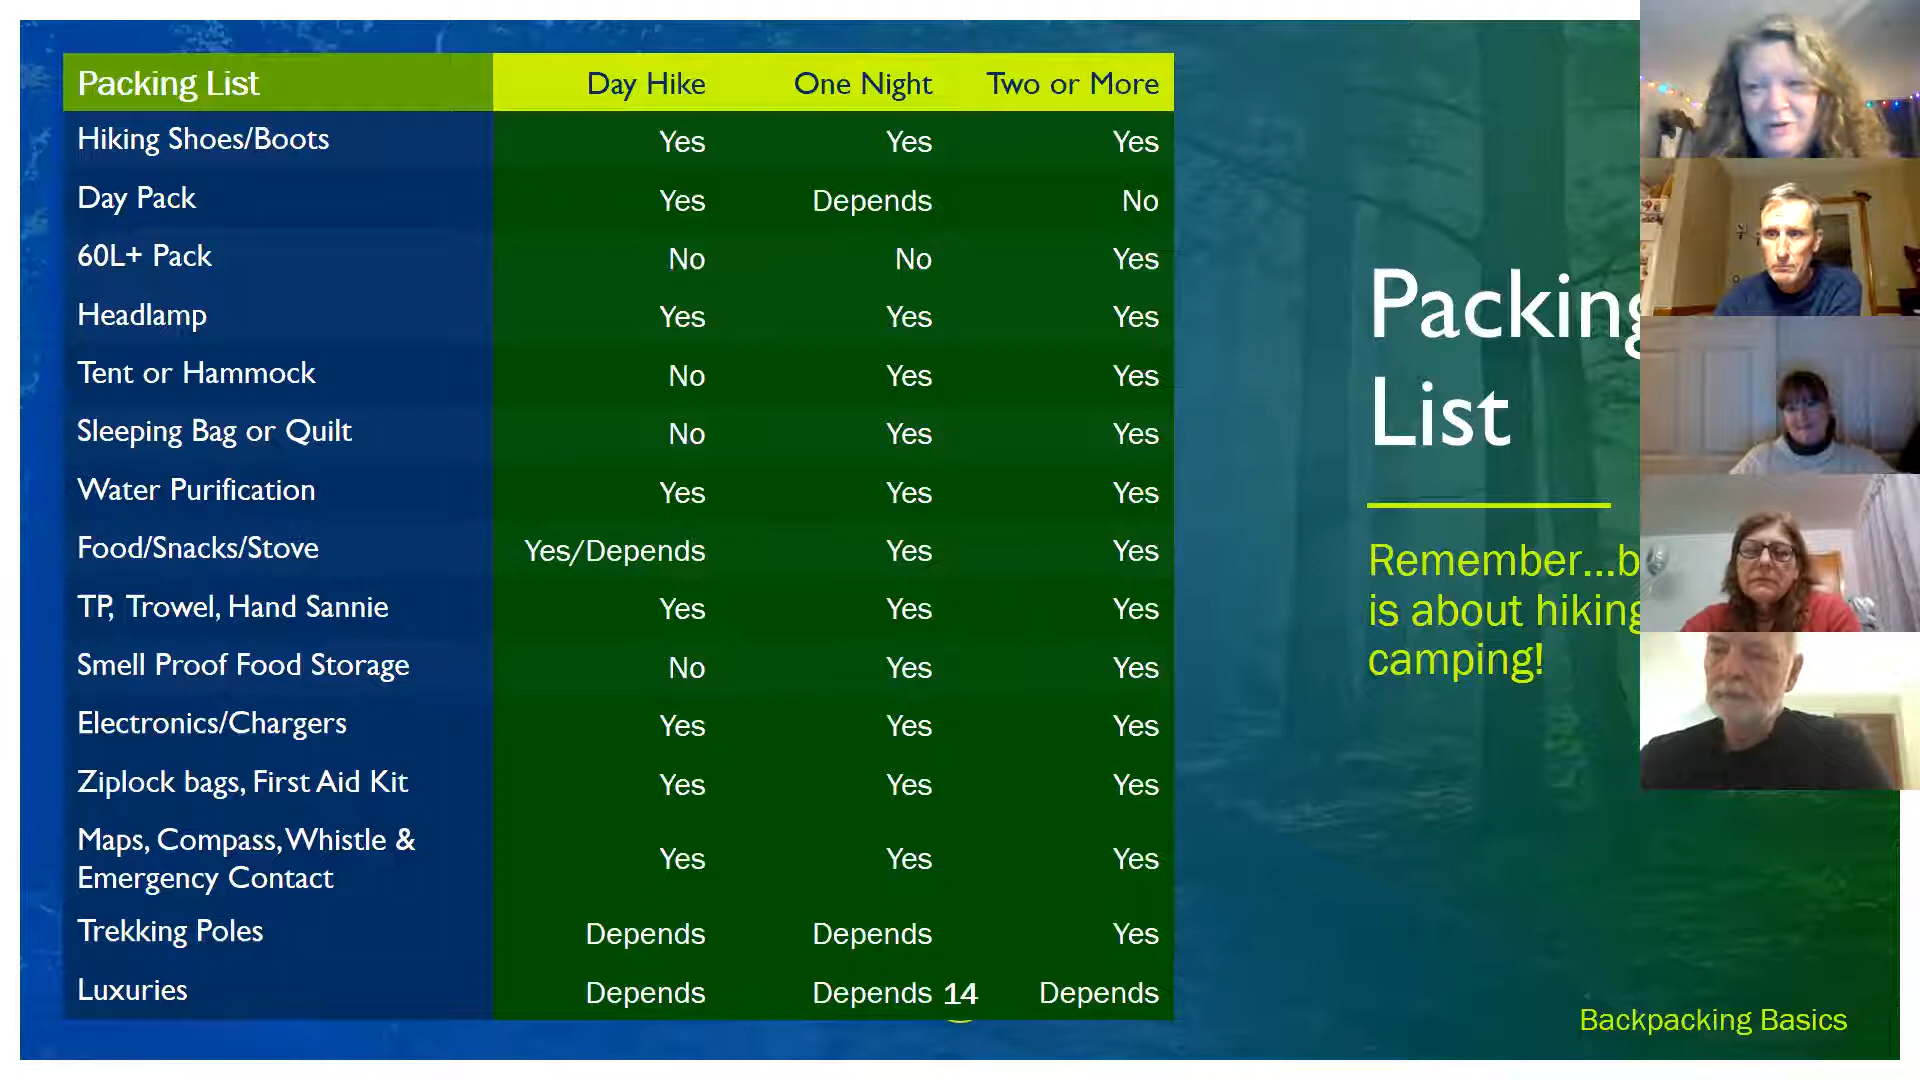 Packing List Day Hike One Night Two or More
Hiking Shoes/Boots Yes Yes Yes
Day Pack Yes Depends No
60L+ Pack No No Yes
Headlamp Yes Yes Yes
Tent or Hammock No Yes Yes
Sleeping Bag or Quilt No Yes Yes
Water Purification Yes Yes Yes
Food/Snacks/Stove Yes/Depends Yes Yes
TP, Trowel, Hand Sannie Yes Yes Yes
Smell Proof Food Storage No Yes Yes
Electronics/Chargers Yes Yes Yes
Ziplock bags, First Aid Kit Yes Yes Yes
Maps, Compass, Whistle &
Emergency Contact Yes Yes Yes
Trekking Poles Depends Depends Yes
Luxuries Depends Depends Depends
14
Packing
List
Remember...
is about hiking
camping!
Backpacking Basics